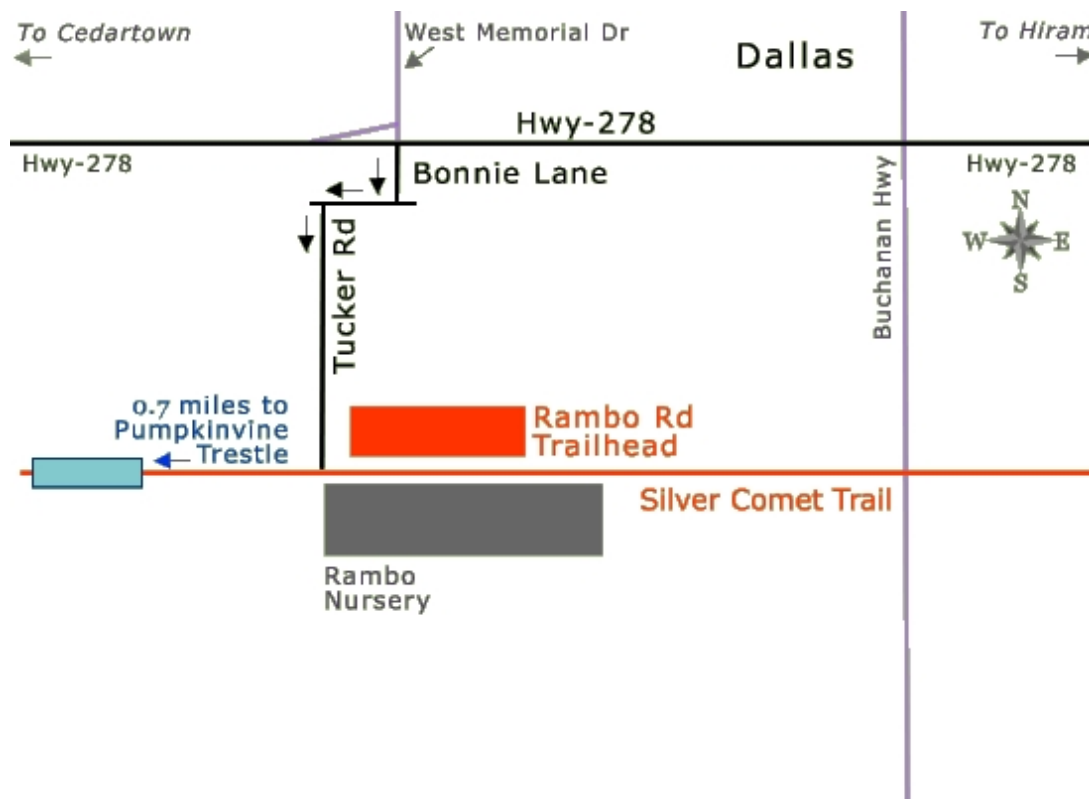 To Cedartown
West Memorial Dr
Dallas
To Hiram
Hwy-278
Hwy-278
Hwy-278
Bonnie Lane
N
W
E
S
Tucker Rd
Buchanan Hwy
0.7 miles to
Pumpkinvine
Trestle
Rambo Rd
Trailhead
Silver Comet Trail
Rambo
Nursery